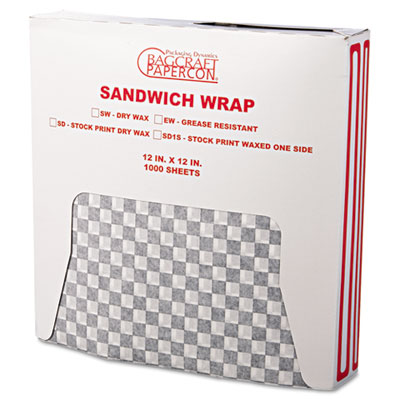 Packaging Dynamics
BAGCRAFT
PAPERCON®
SANDWICH WRAP
SW - DRY WAX EW - GREASE RESISTANT
SD - STOCK PRINT DRY WAX SD1S - STOCK PRINT WAXED ONE SIDE
12 IN. X 12 IN.
1000 SHEETS